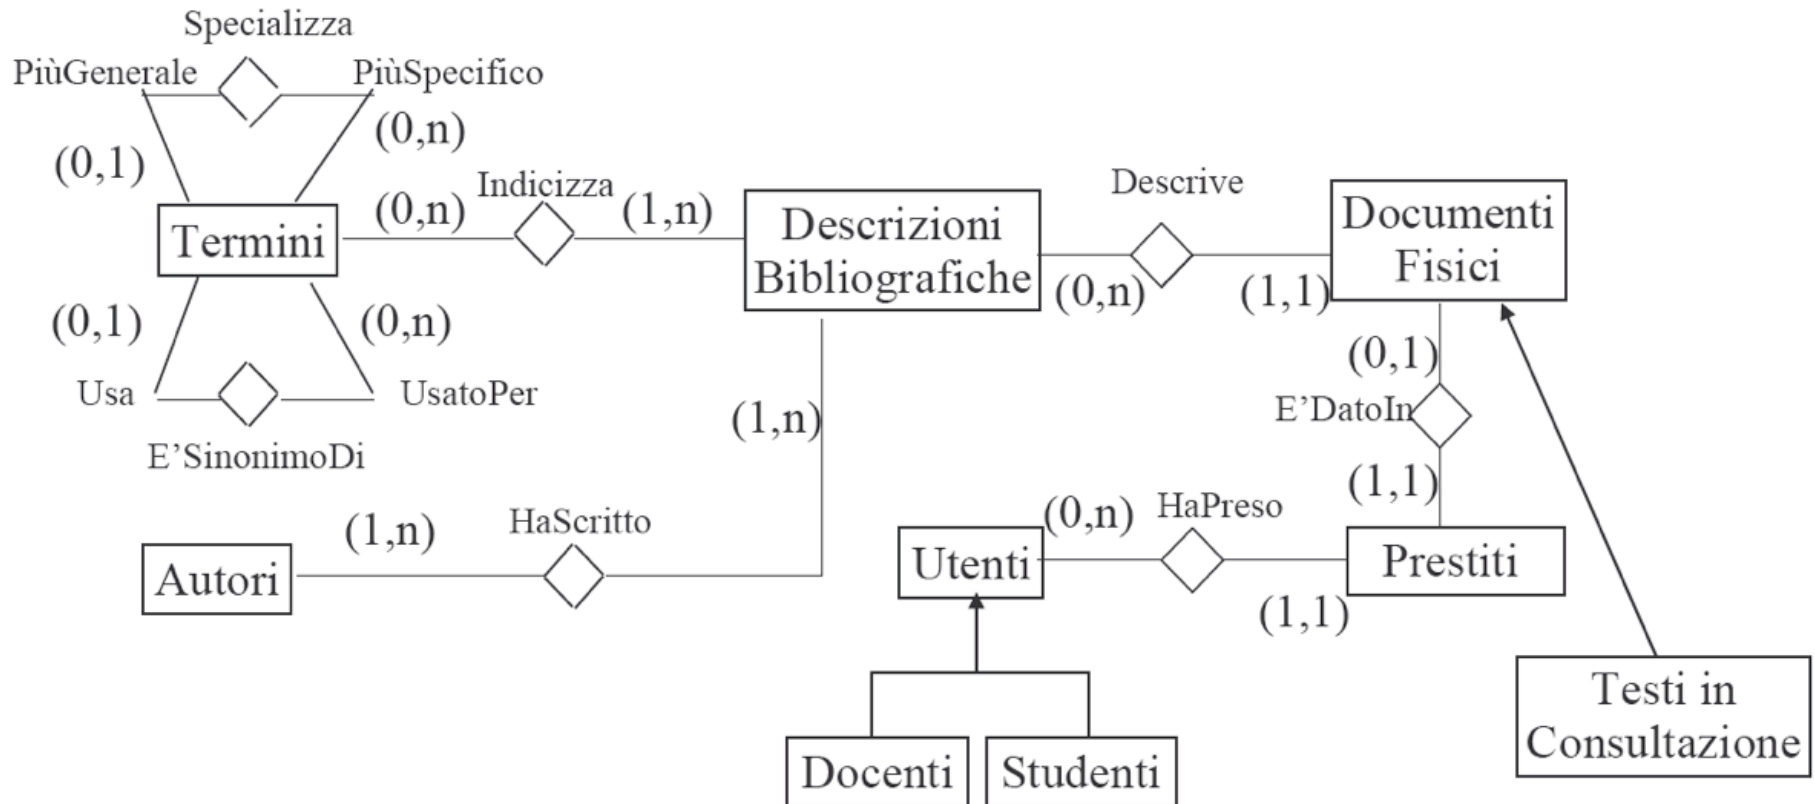 Specializza
PiùGenerale
PiùSpecifico
(0,1)
(0,n)
Termini
(0,n)
Indicizza
(1,n)
Descrizioni
Bibliografiche
Descrive
(0,n)
(1,1)
Documenti
Fisici
(0,1)
(0,n)
Usa
UsatoPer
E'SinonimoDi
(1,n)
(0,1)
E'DatoIn
(1,1)
Autori
(1,n)
HaScritto
Utenti
(0,n)
HaPreso
(1,1)
Prestiti
Docenti
Studenti
Testi in
Consultazione